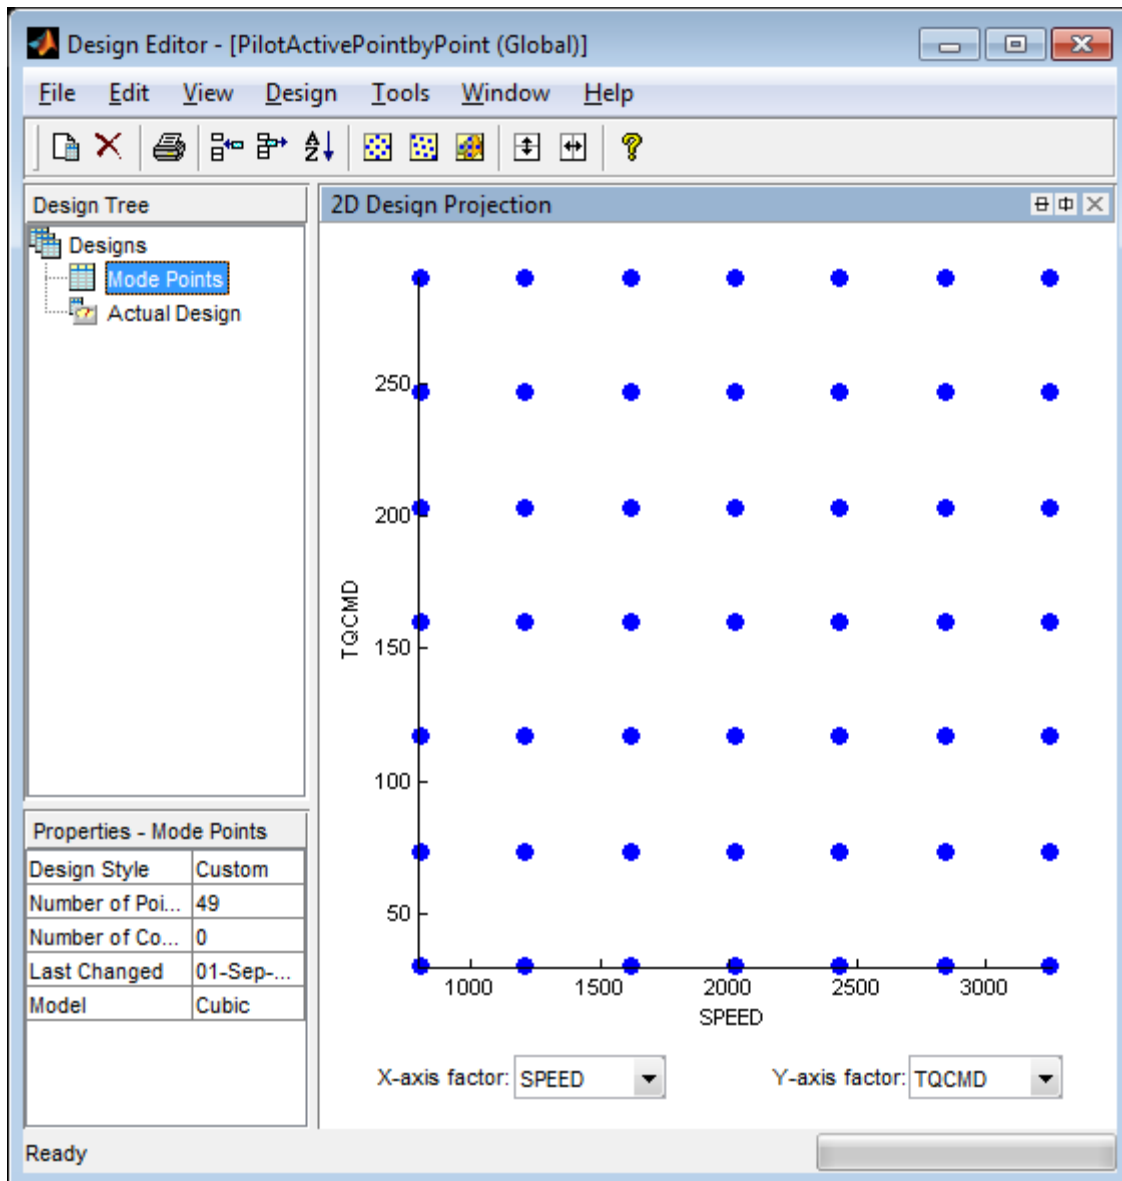 Design Editor - [PilotActivePointbyPoint (Global)]
File Edit View Design Tools Window Help
Design Tree
Designs
Mode Points
Actual Design
Properties - Mode Points
Design Style Custom
Number of Poi... 49
Number of Co... 0
Last Changed 01-Sep-...
Model Cubic
2D Design Projection
250
200
150
100
50
TQCMD
1000 1500 2000 2500 3000
SPEED
X-axis factor: SPEED Y-axis factor: TQCMD
Ready